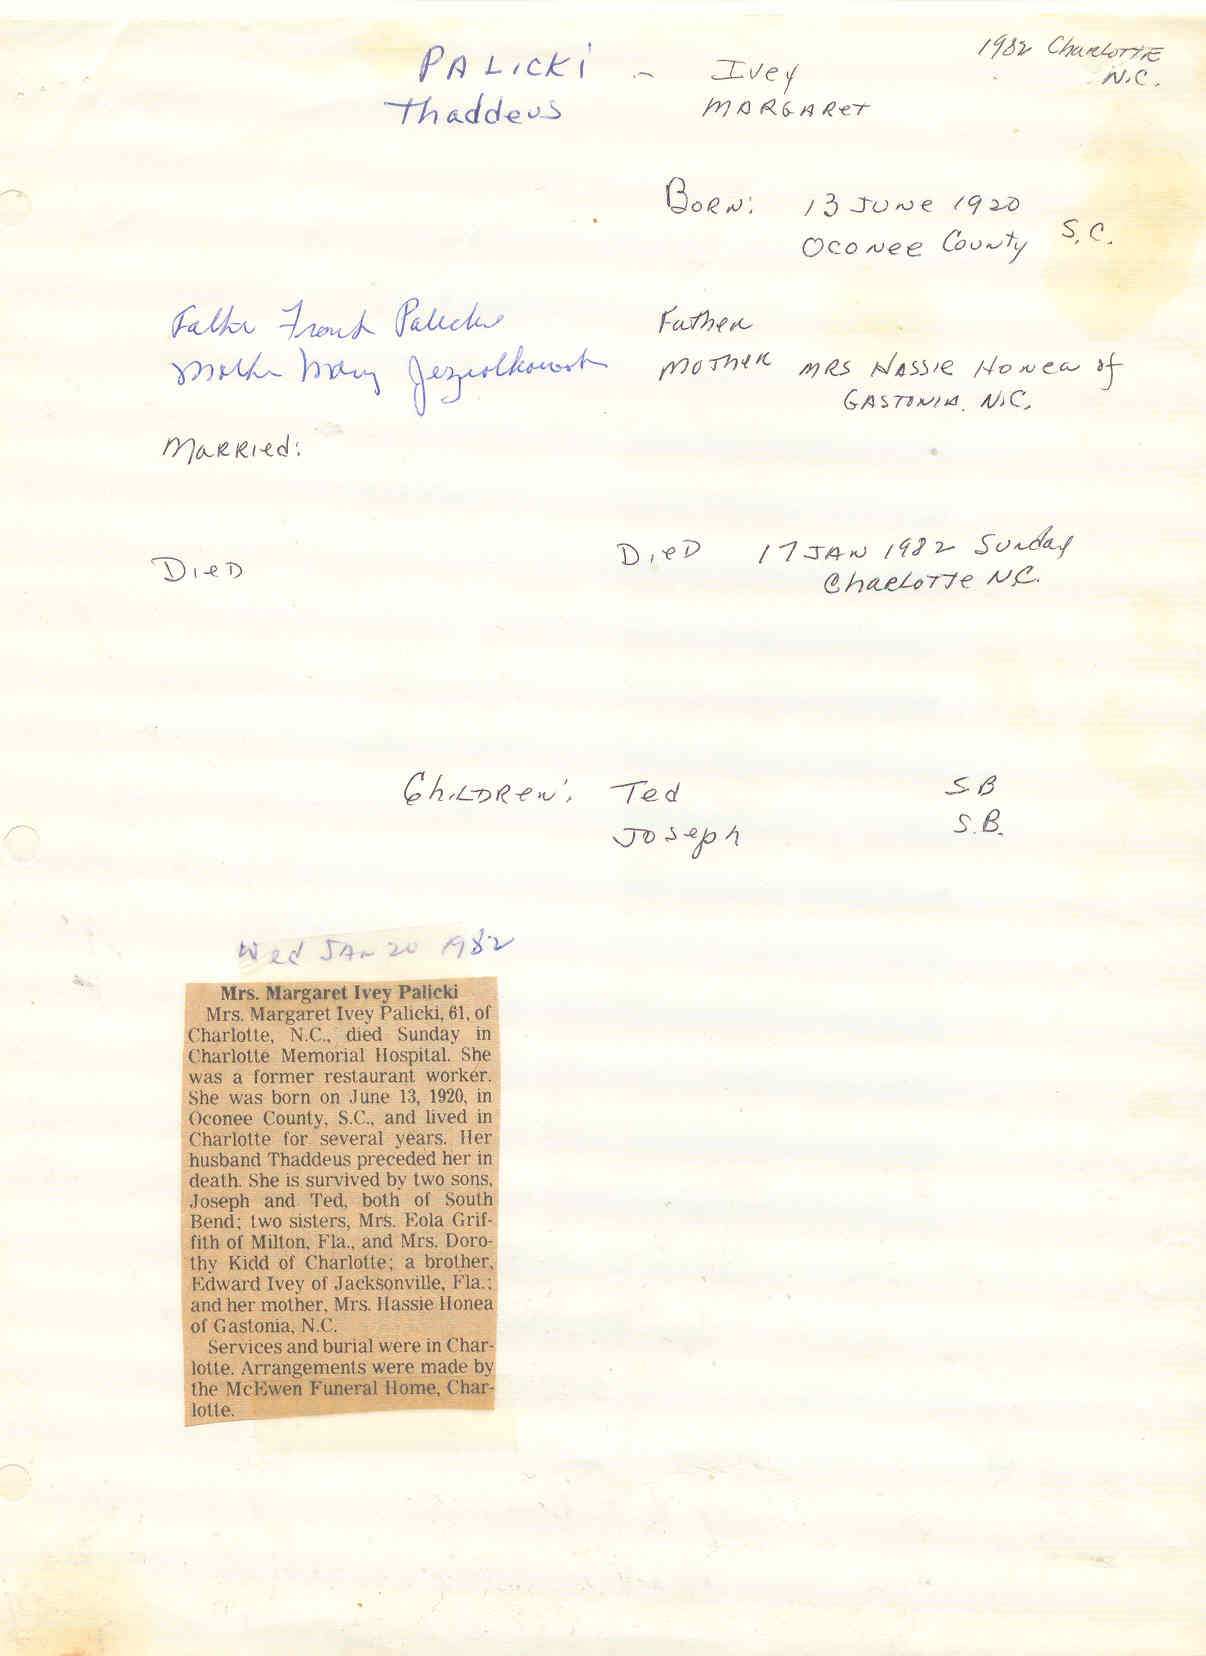 1982 Charlotte
N.C.
PALICKI - Ivey
Thaddeus MARGARET
Born: 13 June 1920
Oconee County S.C.
Father Frank Palicki Father
Mother Mary Mother MRS HASSIE Honea of
GASTONIA. N.C.
Married:
Died Died 17 JAN 1982 Sunday
Charlotte N.C.
Children: Ted S.B
Joseph S.B.
Wed JAN 20 1982
Mrs. Margaret Ivey Palicki
Mrs. Margaret Ivey Palicki, 61, of
Charlotte, N.C., died Sunday in
Charlotte Memorial Hospital. She
was a former restaurant worker.
She was born on June 13, 1920, in
Oconee County, S.C., and lived in
Charlotte for several years. Her
husband Thaddeus preceded her in
death. She is survived by two sons,
Joseph and Ted, both of South
Bend; two sisters, Mrs. Eola Grif-
fith of Milton, Fla., and Mrs. Doro-
thy Kidd of Charlotte; a brother,
Edward Ivey of Jacksonville, Fla.;
and her mother, Mrs. Hassie Honea
of Gastonia, N.C.
Services and burial were in Char-
lotte. Arrangements were made by
the McEwen Funeral Home, Char-
lotte.